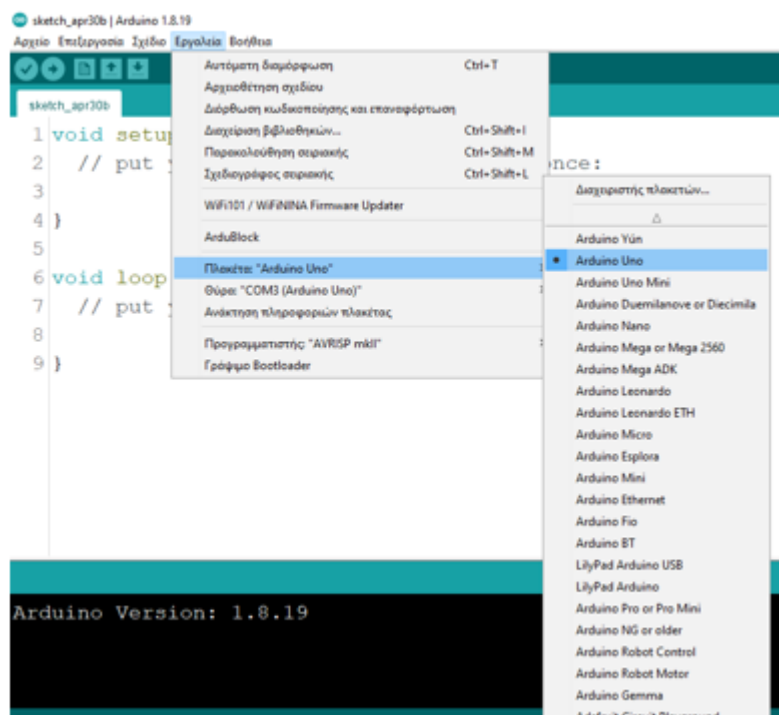 sketch_apr30b | Arduino 1.8.19
Αρχείο Επεξεργασία Σχέδιο Εργαλεία Βοήθεια
sketch_apr30b
Αυτόματη διαμόρφωση Ctrl+T
Αρχειοθέτηση σχεδίου
Διόρθωση κωδικοποίησης και επαναφόρτωση
Διαχείριση βιβλιοθηκών... Ctrl+Shift+I
Παρακολούθηση σειριακής Ctrl+Shift+M
Σχεδιογράφος σειριακής Ctrl+Shift+L
WiFi101 / WiFiNINA Firmware Updater
ArduBlock
Πλακέτα: "Arduino Uno"
Θύρα: "COM3 (Arduino Uno)"
Ανάκτηση πληροφοριών πλακέτας
Προγραμματιστής: "AVRISP mkII"
Γράψιμο Bootloader
1 void setup
2 // put y nce:
3
4 }
5
6 void loop
7 // put y
8
9 }
Διαχειριστής πλακετών...
Arduino Yún
Arduino Uno
Arduino Uno Mini
Arduino Duemilanove or Diecimila
Arduino Nano
Arduino Mega or Mega 2560
Arduino Mega ADK
Arduino Leonardo
Arduino Leonardo ETH
Arduino Micro
Arduino Esplora
Arduino Mini
Arduino Ethernet
Arduino Fio
Arduino BT
LilyPad Arduino USB
LilyPad Arduino
Arduino Pro or Pro Mini
Arduino NG or older
Arduino Robot Control
Arduino Robot Motor
Arduino Gemma
Arduino Version: 1.8.19